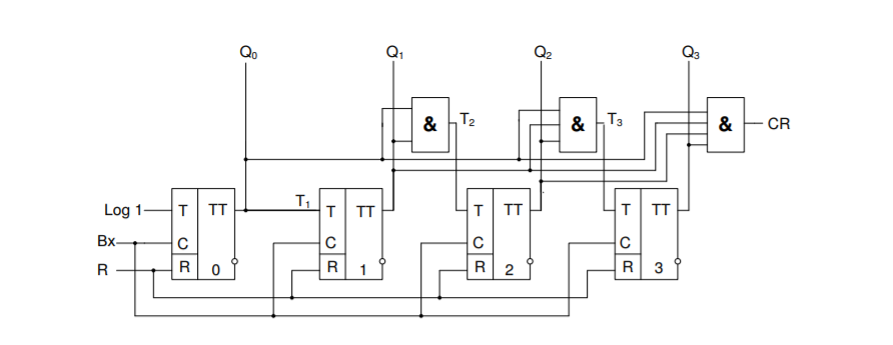 Q₀ Q₁ Q₂ Q₃
& T₂ & T₃ & CR
Log 1 T TT T₁ T TT T TT T TT
Bx C C C C
R R 0 R 1 R 2 R 3